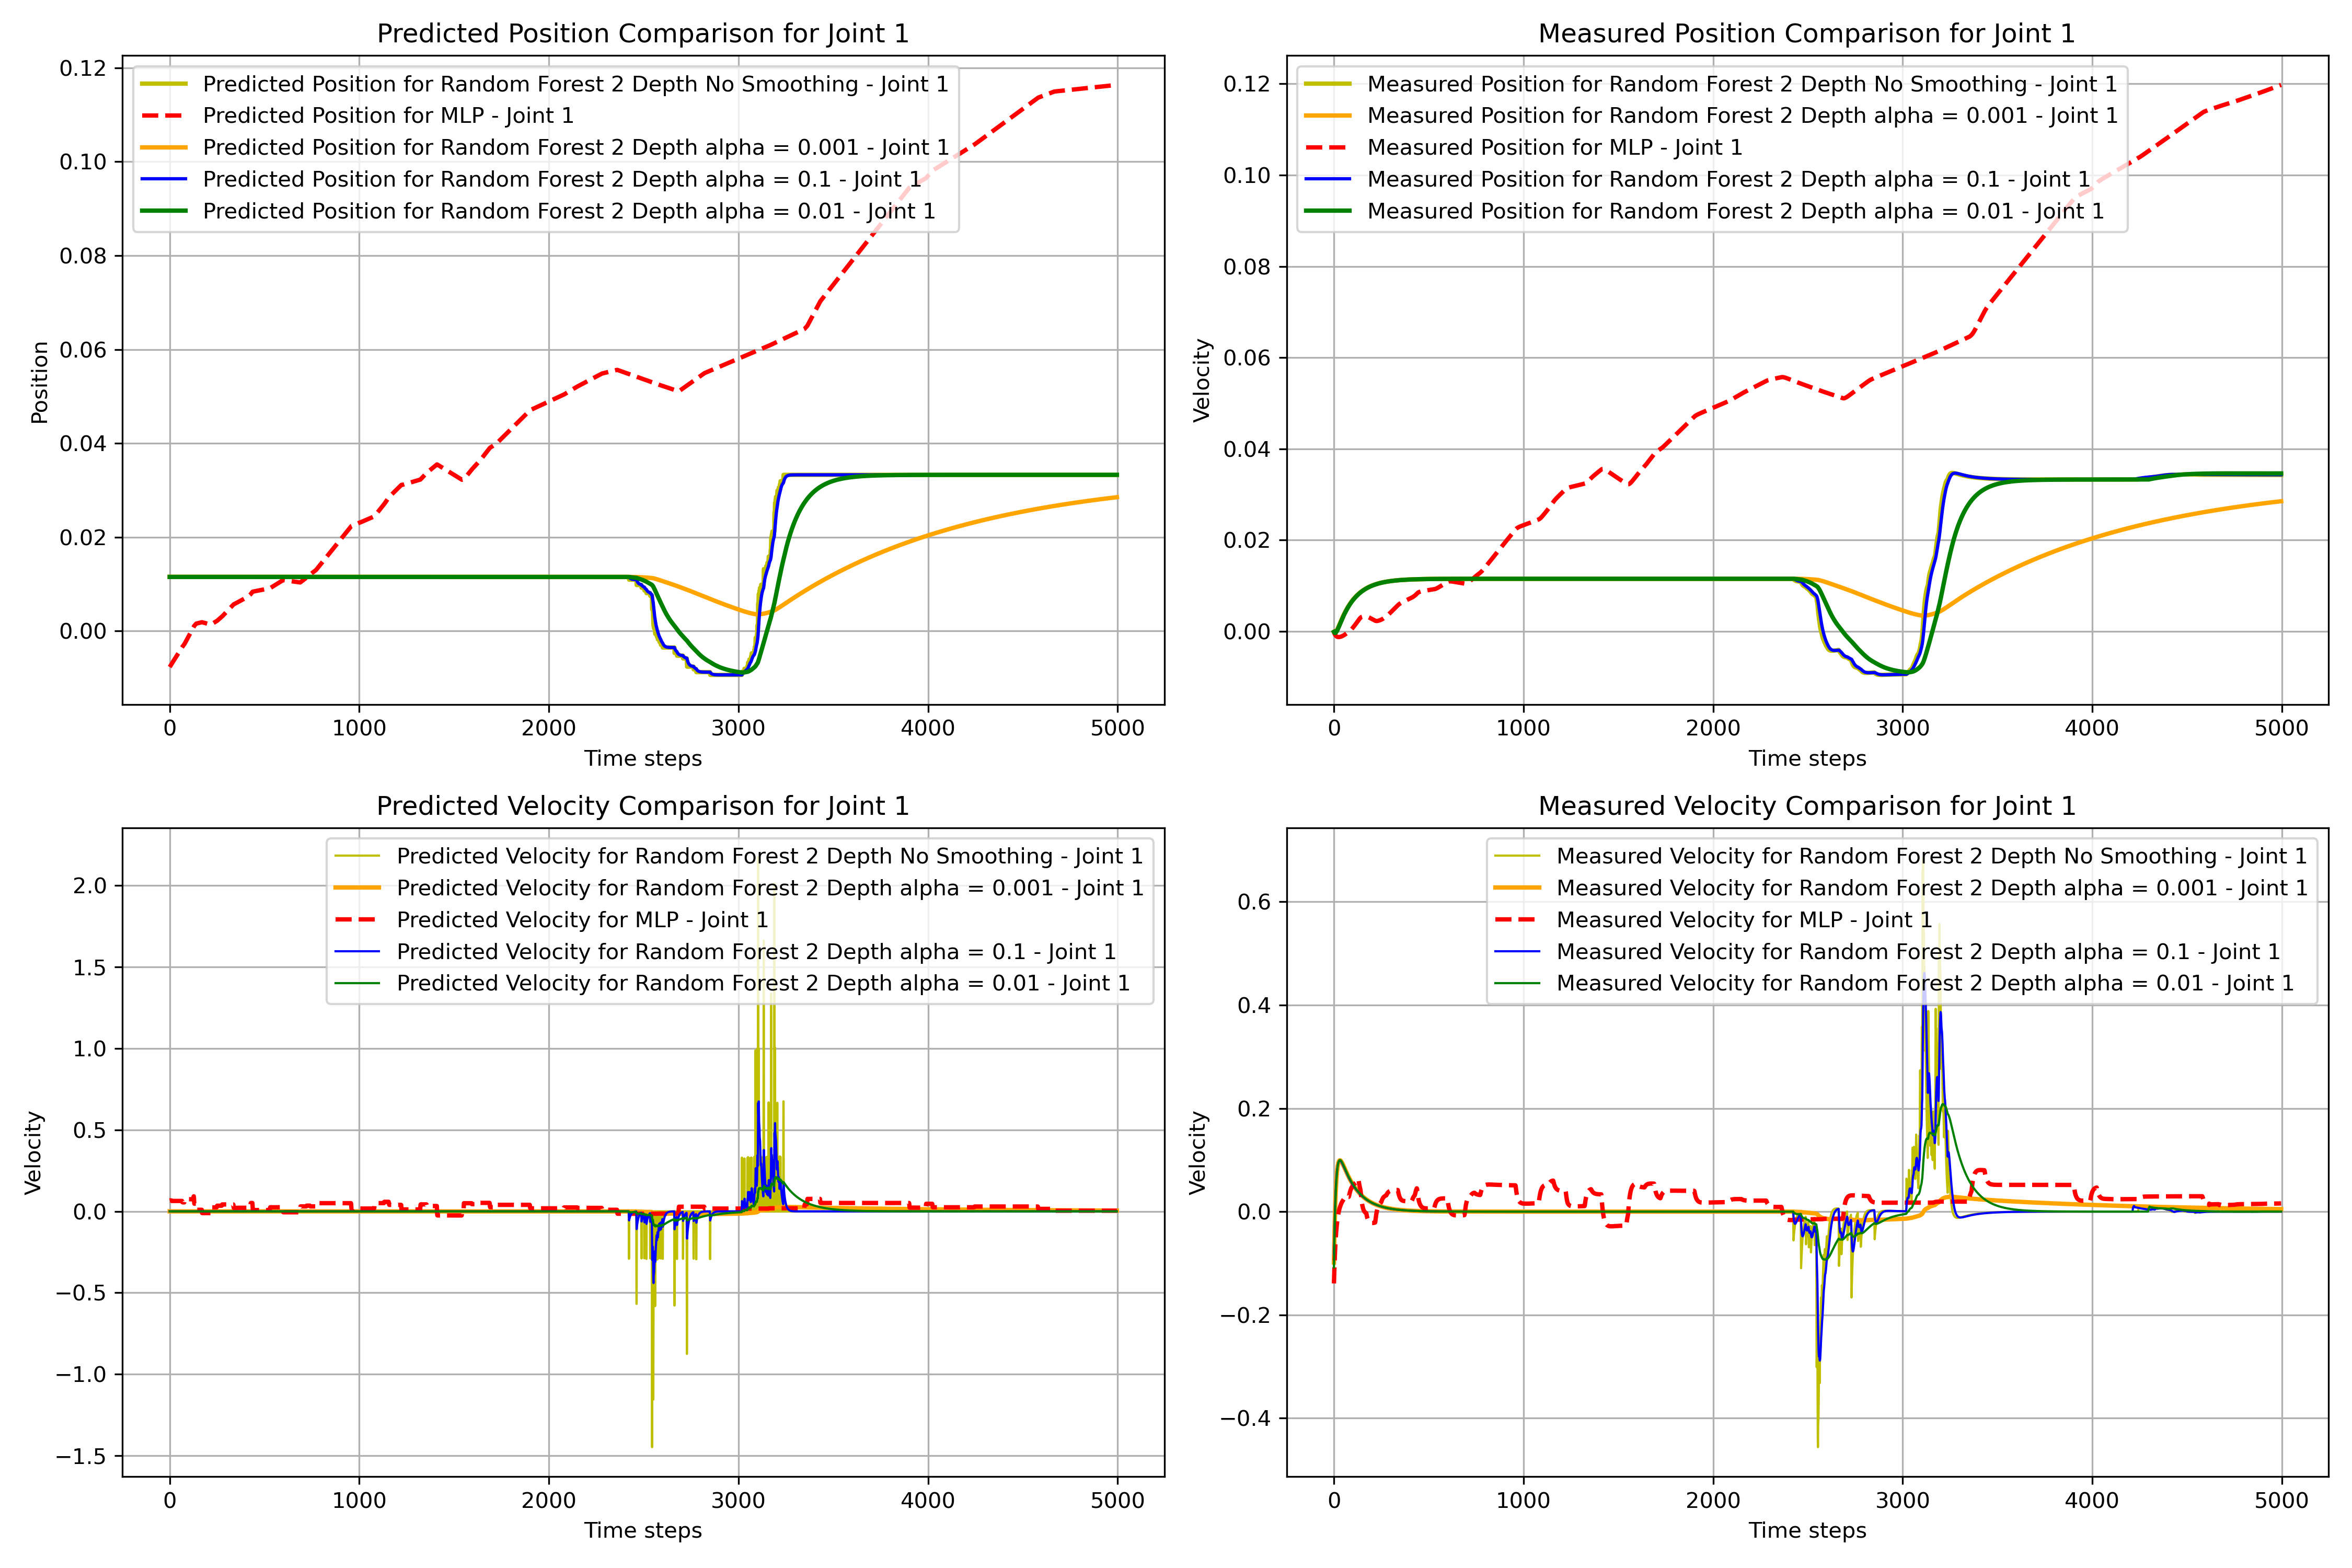 Predicted Position Comparison for Joint 1
0.12
0.10
0.08
0.06
0.04
0.02
0.00
Position
Predicted Position for Random Forest 2 Depth No Smoothing - Joint 1
Predicted Position for MLP - Joint 1
Predicted Position for Random Forest 2 Depth alpha = 0.001 - Joint 1
Predicted Position for Random Forest 2 Depth alpha = 0.1 - Joint 1
Predicted Position for Random Forest 2 Depth alpha = 0.01 - Joint 1
0 1000 2000 3000 4000 5000
Time steps
Measured Position Comparison for Joint 1
0.12
0.10
0.08
0.06
0.04
0.02
0.00
Velocity
Measured Position for Random Forest 2 Depth No Smoothing - Joint 1
Measured Position for Random Forest 2 Depth alpha = 0.001 - Joint 1
Measured Position for MLP - Joint 1
Measured Position for Random Forest 2 Depth alpha = 0.1 - Joint 1
Measured Position for Random Forest 2 Depth alpha = 0.01 - Joint 1
0 1000 2000 3000 4000 5000
Time steps
Predicted Velocity Comparison for Joint 1
2.0
1.5
1.0
0.5
0.0
−0.5
−1.0
−1.5
Velocity
Predicted Velocity for Random Forest 2 Depth No Smoothing - Joint 1
Predicted Velocity for Random Forest 2 Depth alpha = 0.001 - Joint 1
Predicted Velocity for MLP - Joint 1
Predicted Velocity for Random Forest 2 Depth alpha = 0.1 - Joint 1
Predicted Velocity for Random Forest 2 Depth alpha = 0.01 - Joint 1
0 1000 2000 3000 4000 5000
Time steps
Measured Velocity Comparison for Joint 1
0.6
0.4
0.2
0.0
−0.2
−0.4
Velocity
Measured Velocity for Random Forest 2 Depth No Smoothing - Joint 1
Measured Velocity for Random Forest 2 Depth alpha = 0.001 - Joint 1
Measured Velocity for MLP - Joint 1
Measured Velocity for Random Forest 2 Depth alpha = 0.1 - Joint 1
Measured Velocity for Random Forest 2 Depth alpha = 0.01 - Joint 1
0 1000 2000 3000 4000 5000
Time steps